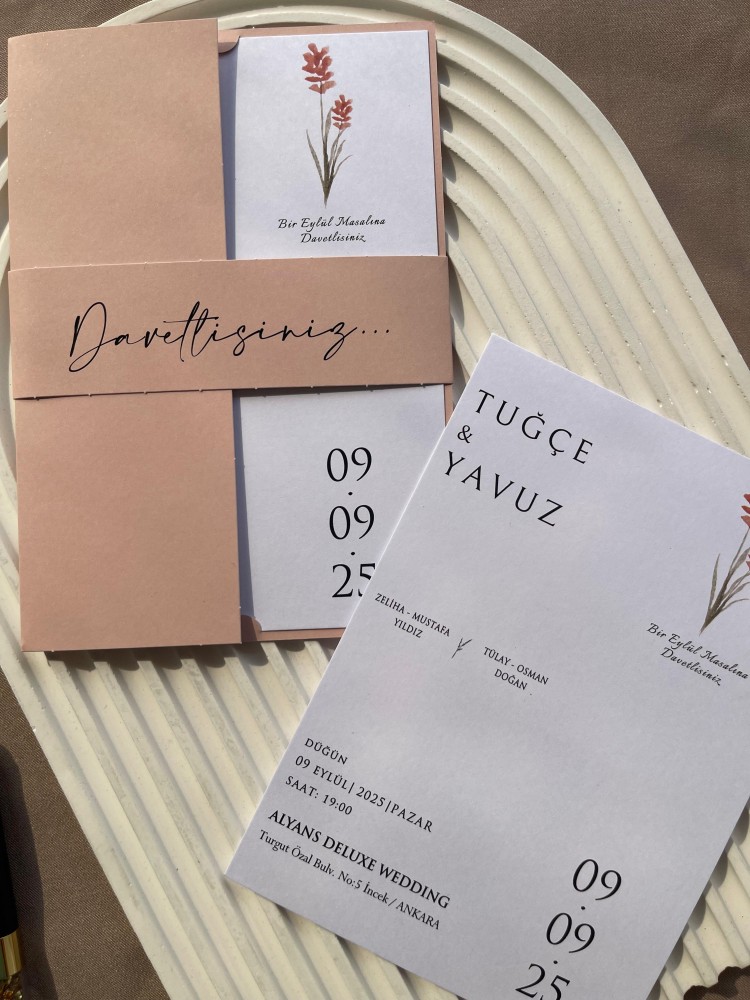 Bir Eylül Masalına
Davetlisiniz
Davetlisiniz...
09
.
09
.
25
TUĞÇE
&
YAVUZ
Bir Eylül Masalına
Davetlisiniz
ZELİHA - MUSTAFA
YILDIZ
TÜLAY - OSMAN
DOĞAN
DÜĞÜN
09 EYLÜL| 2025 |PAZAR
SAAT: 19:00
ALYANS DELUXE WEDDING
Turgut Özal Bulv. No:5 İncek / ANKARA
09
.
09
.
25